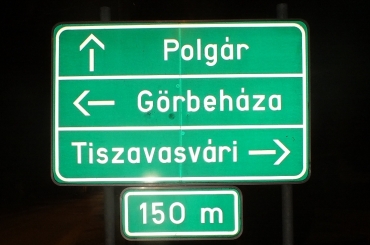 ↑ Polgár
← Görbeháza
Tiszavasvári →
150 m